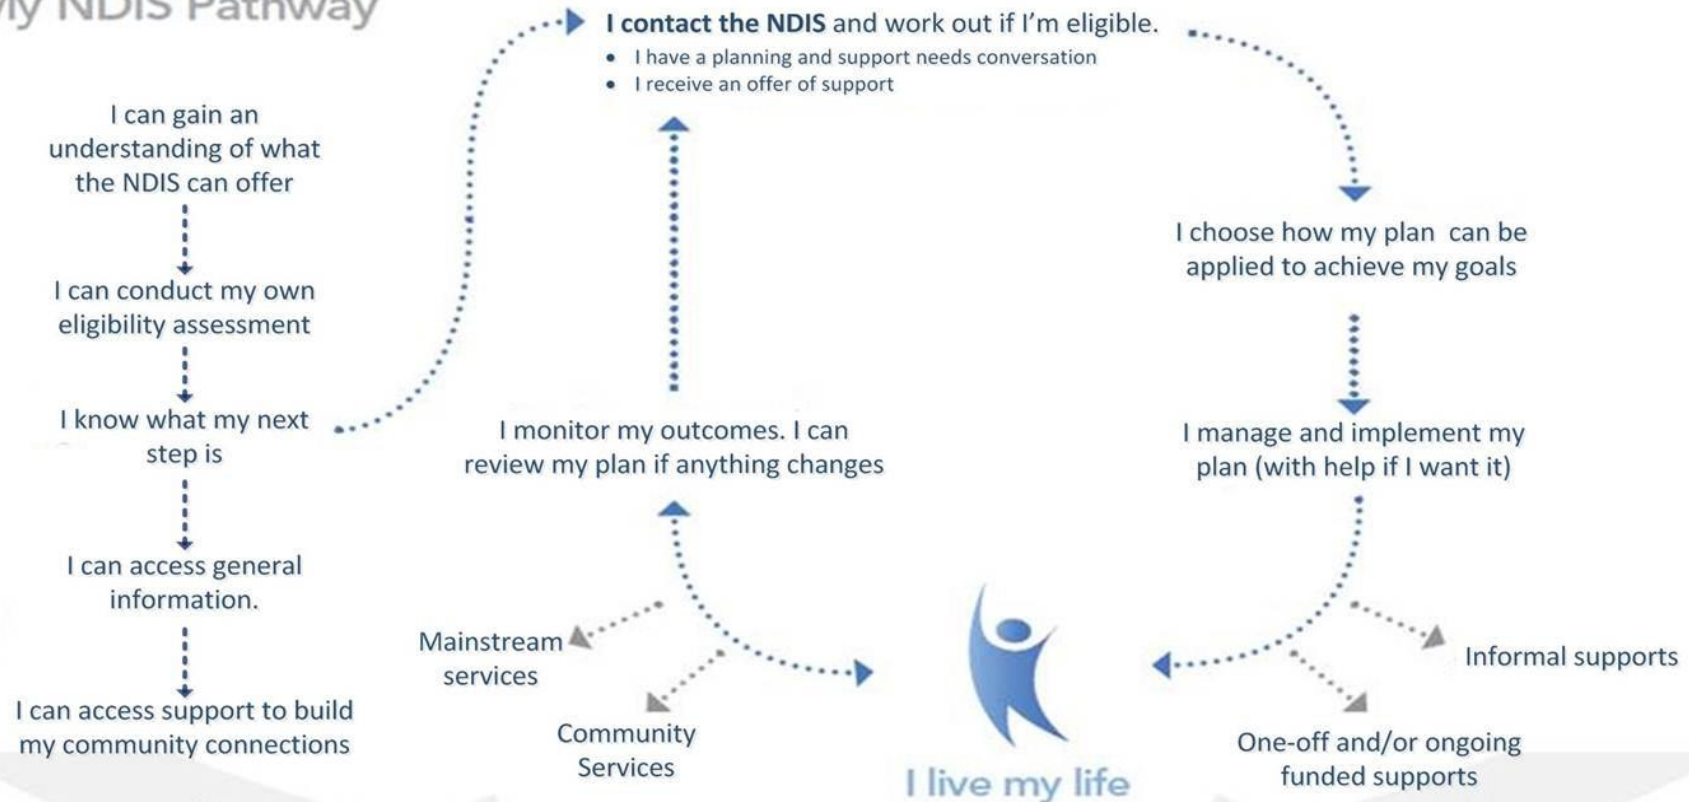 My NDIS Pathway
I can gain an
understanding of what
the NDIS can offer
I can conduct my own
eligibility assessment
I know what my next
step is
I can access general
information.
I can access support to build
my community connections
I contact the NDIS and work out if I'm eligible.
• I have a planning and support needs conversation
• I receive an offer of support
I choose how my plan can be
applied to achieve my goals
I manage and implement my
plan (with help if I want it)
Informal supports
One-off and/or ongoing
funded supports
I live my life
I monitor my outcomes. I can
review my plan if anything changes
Mainstream
services
Community
Services